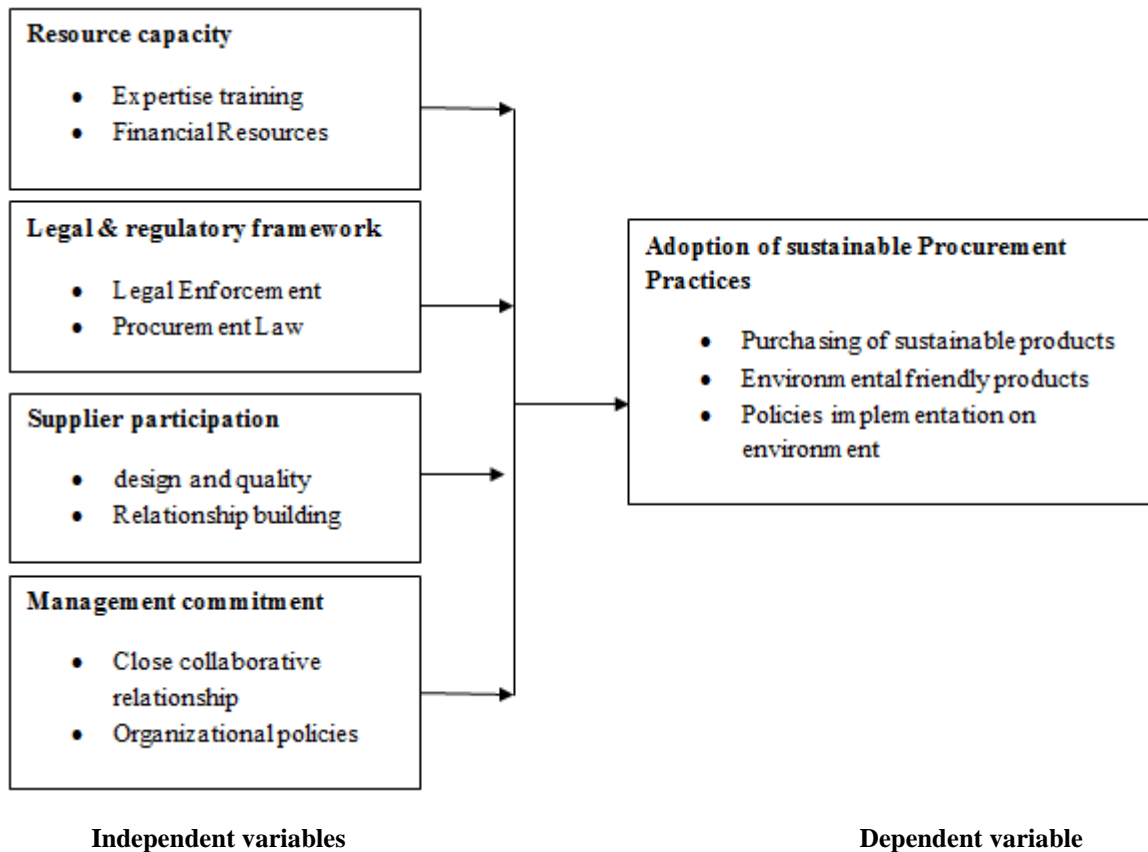 Resource capacity
• Expertise training
• Financial Resources
Legal & regulatory framework
• Legal Enforcement
• Procurement Law
Supplier participation
• design and quality
• Relationship building
Management commitment
• Close collaborative
relationship
• Organizational policies
Adoption of sustainable Procurement
Practices
• Purchasing of sustainable products
• Environmental friendly products
• Policies implementation on
environment
Independent variables
Dependent variable